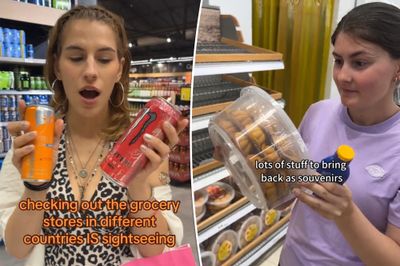 checking out the grocery
stores in different
countries IS sightseeing
lots of stuff to bring
back as souvenirs